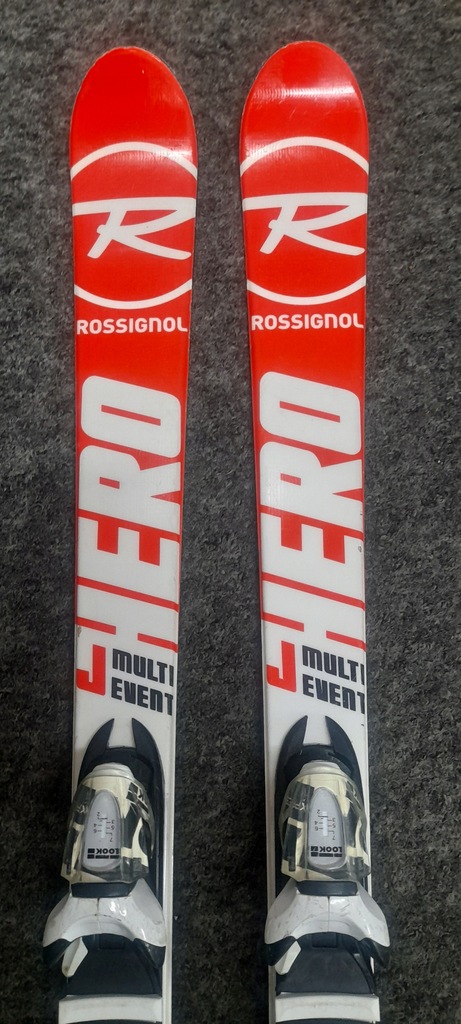 R
ROSSIGNOL
HERO
J
MULTI
EVENT
LOOK
R
ROSSIGNOL
HERO
J
MULTI
EVENT
LOOK